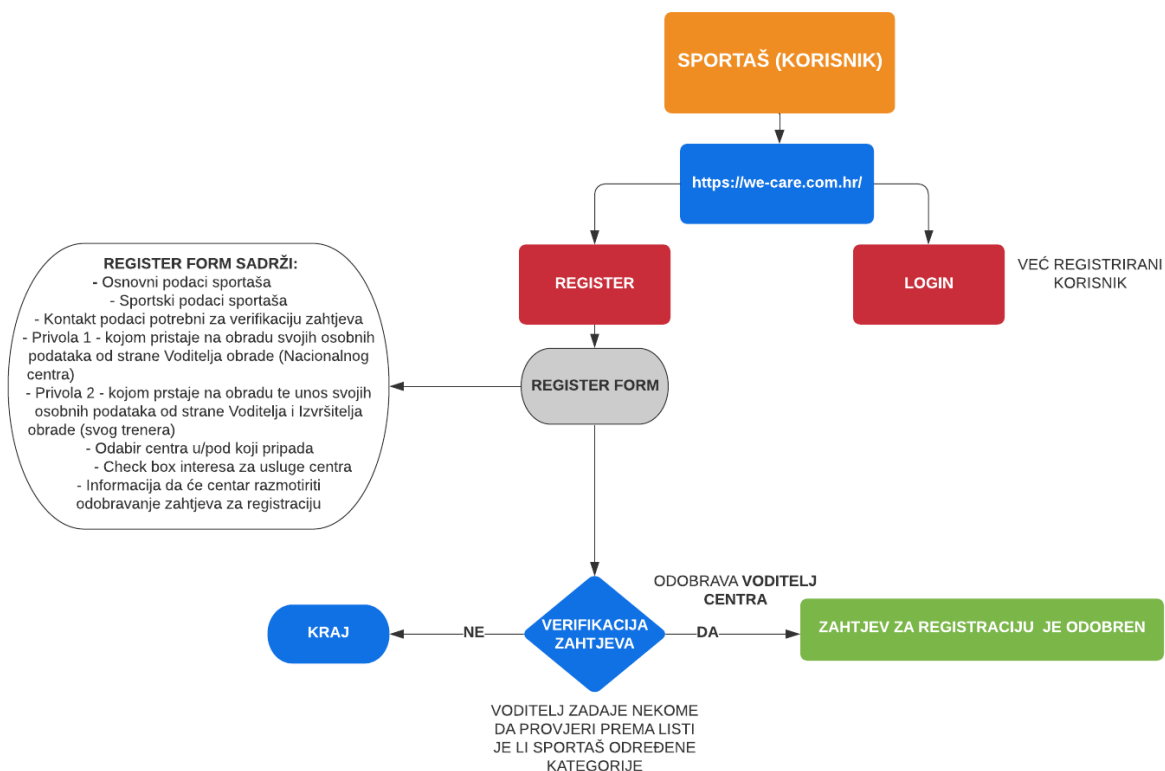 SPORTAŠ (KORISNIK)
https://we-care.com.hr/
REGISTER
LOGIN
VEĆ REGISTRIRANI
KORISNIK
REGISTER FORM SADRŽI:
- Osnovni podaci sportaša
- Sportski podaci sportaša
- Kontakt podaci potrebni za verifikaciju zahtjeva
- Privola 1 - kojom pristaje na obradu svojih osobnih
podataka od strane Voditelja obrade (Nacionalnog
centra)
- Privola 2 - kojom prstaje na obradu te unos svojih
osobnih podataka od strane Voditelja i Izvršitelja
obrade (svog trenera)
- Odabir centra u/pod koji pripada
- Check box interesa za usluge centra
- Informacija da će centar razmotiriti
odobravanje zahtjeva za registraciju
REGISTER FORM
ODOBRAVA VODITELJ
CENTRA
KRAJ
NE
VERIFIKACIJA
ZAHTJEVA
DA
ZAHTJEV ZA REGISTRACIJU JE ODOBREN
VODITELJ ZADAJE NEKOME
DA PROVJERI PREMA LISTI
JE LI SPORTAŠ ODREĐENE
KATEGORIJE